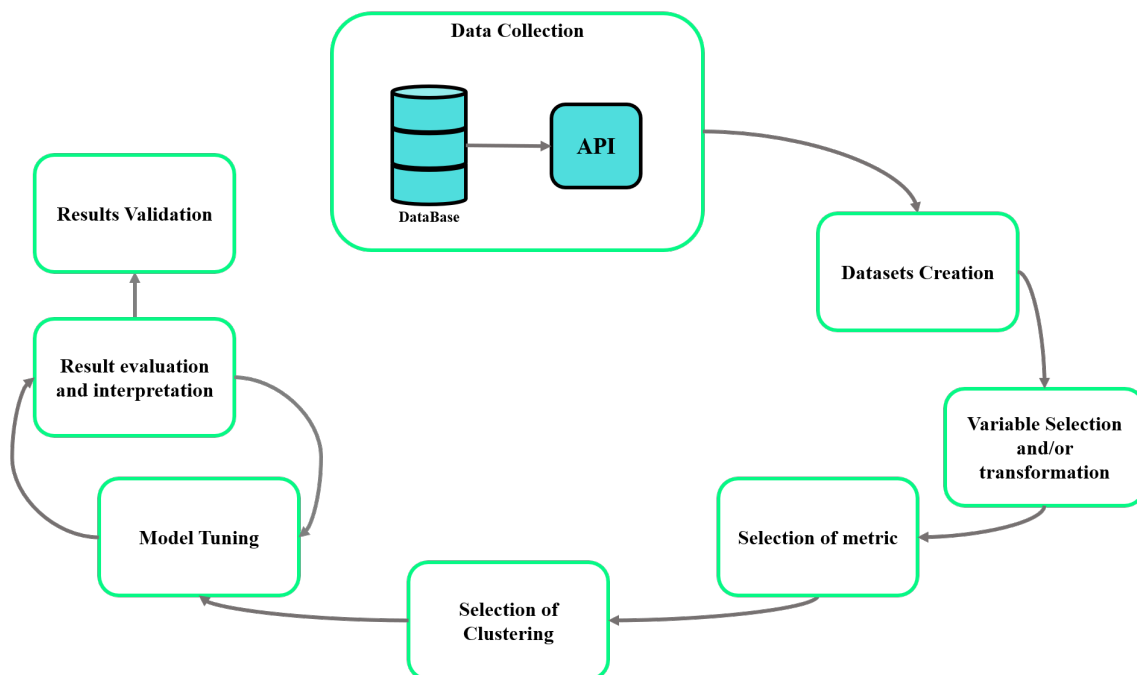 Data Collection
API
DataBase
Datasets Creation
Variable Selection
and/or
transformation
Selection of metric
Selection of
Clustering
Model Tuning
Result evaluation
and interpretation
Results Validation